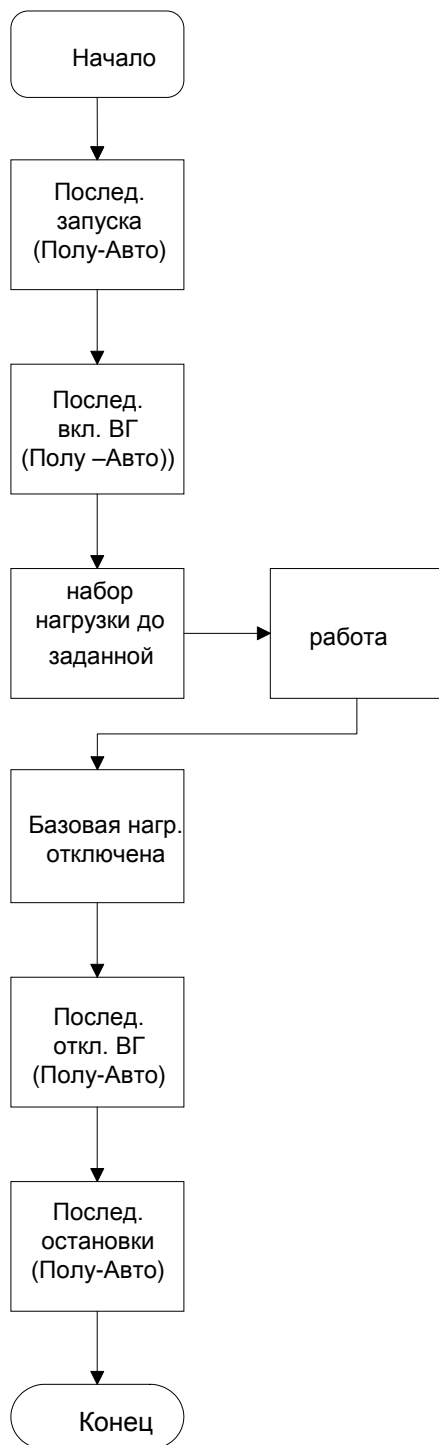 Начало
Послед.
запуска
(Полу-Авто)
Послед.
вкл. ВГ
(Полу –Авто))
набор
нагрузки до
заданной
работа
Базовая нагр.
отключена
Послед.
откл. ВГ
(Полу-Авто)
Послед.
остановки
(Полу-Авто)
Конец